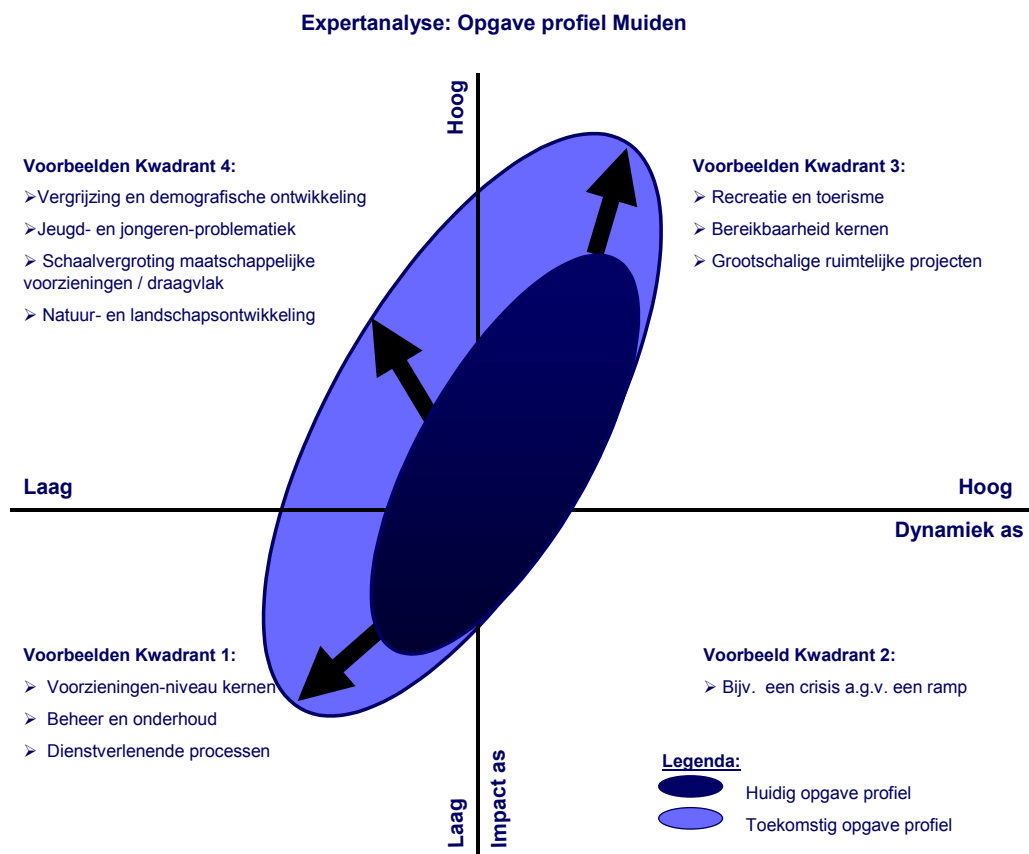 Expertanalyse: Opgave profiel Muiden
Hoog
Voorbeelden Kwadrant 4:
➢Vergrijzing en demografische ontwikkeling
➢Jeugd- en jongeren-problematiek
➢ Schaalvergroting maatschappelijke
voorzieningen / draagvlak
➢ Natuur- en landschapsontwikkeling
Voorbeelden Kwadrant 3:
➢ Recreatie en toerisme
➢ Bereikbaarheid kernen
➢ Grootschalige ruimtelijke projecten
Laag
Hoog
Dynamiek as
Voorbeelden Kwadrant 1:
➢ Voorzieningen-niveau kernen
➢ Beheer en onderhoud
➢ Dienstverlenende processen
Voorbeeld Kwadrant 2:
➢ Bijv. een crisis a.g.v. een ramp
Laag
Impact as
Legenda:
Huidig opgave profiel
Toekomstig opgave profiel